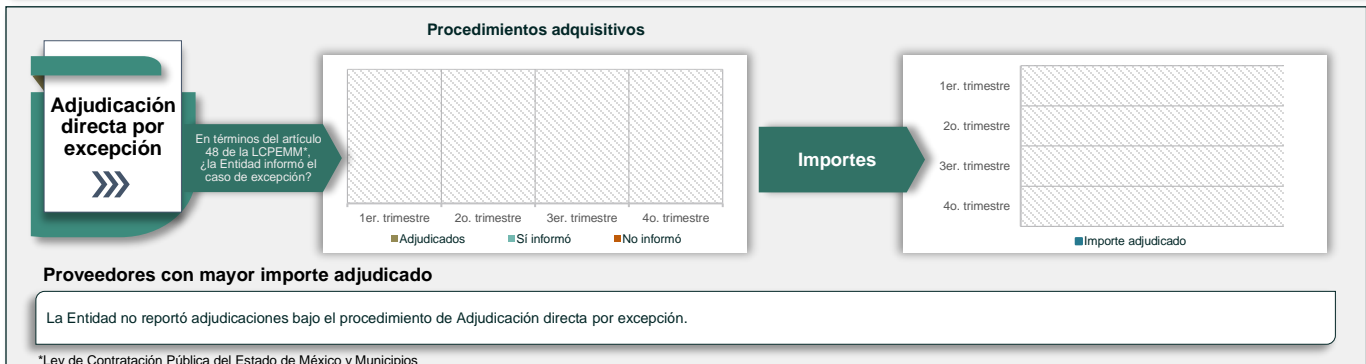 Procedimientos adquisitivos
Adjudicación
directa por
excepción
En términos del artículo
48 de la LCPEMM*,
¿la Entidad informó el
caso de excepción?
1er. trimestre
2o. trimestre
3er. trimestre
4o. trimestre
Adjudicados
Sí informó
No informó
Importes
1er. trimestre
2o. trimestre
3er. trimestre
4o. trimestre
Importe adjudicado
Proveedores con mayor importe adjudicado
La Entidad no reportó adjudicaciones bajo el procedimiento de Adjudicación directa por excepción.
*Ley de Contratación Pública del Estado de México y Municipios